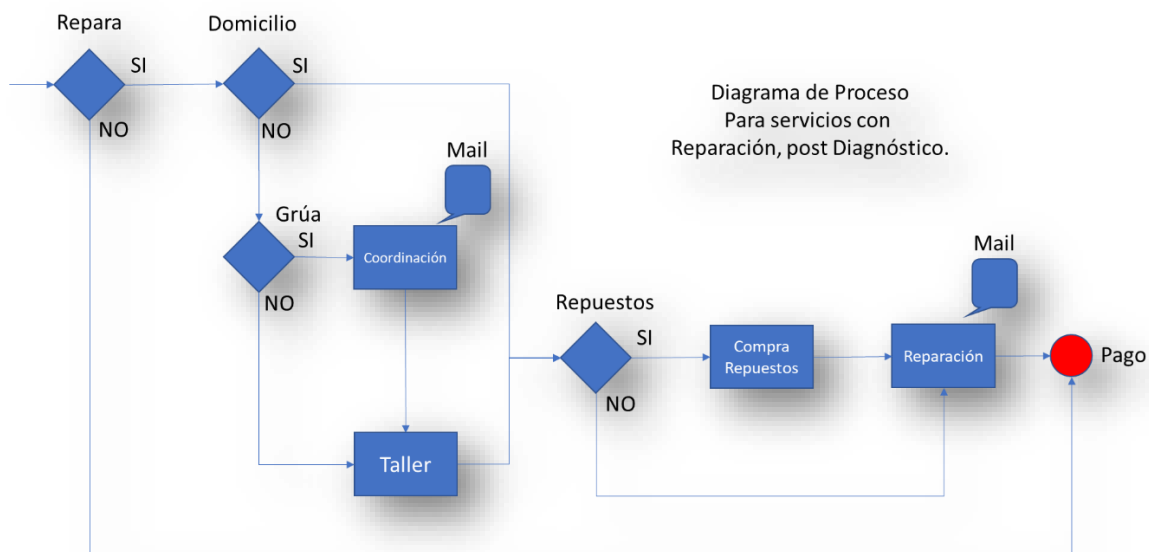 Repara
Domicilio
SI
SI
NO
NO
Diagrama de Proceso
Para servicios con
Reparación, post Diagnóstico.
Mail
Grúa
SI
Coordinación
NO
Mail
Repuestos
SI
Compra
Repuestos
Reparación
Pago
NO
Taller